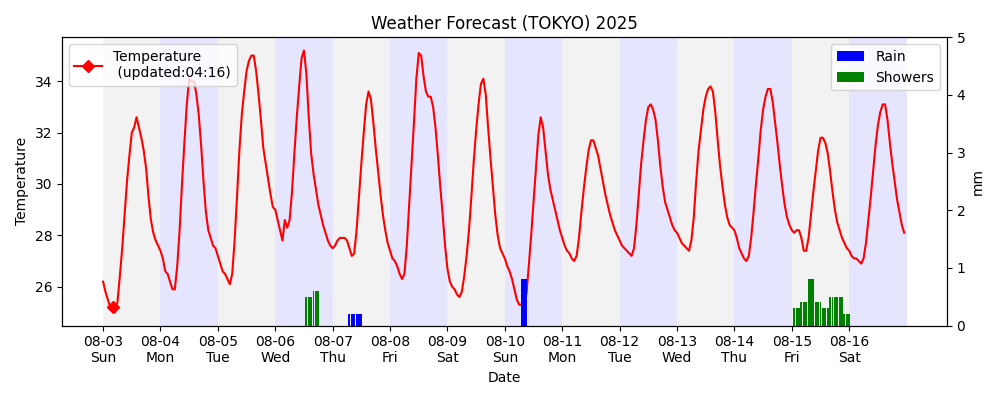 Weather Forecast (TOKYO) 2025
Temperature
(updated:04:16)
Rain
Showers
Temperature
34
32
30
28
26
5
4
3
2
1
0
mm
08-03 08-04 08-05 08-06 08-07 08-08 08-09 08-10 08-11 08-12 08-13 08-14 08-15 08-16
Sun Mon Tue Wed Thu Fri Sat Sun Mon Tue Wed Thu Fri Sat
Date